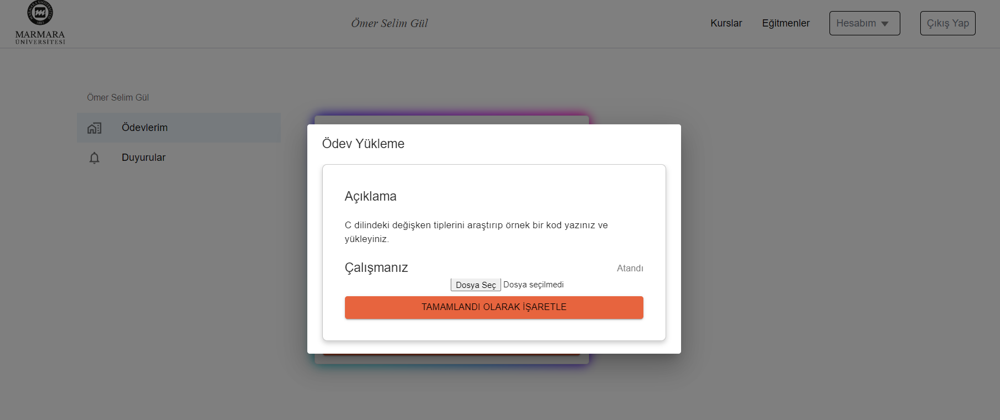 MARMARA
ÜNİVERSİTESİ
Ömer Selim Gül
Kurslar
Eğitmenler
Hesabım
Çıkış Yap
Ömer Selim Gül
Ödevlerim
Duyurular
Ödev Yükleme
Açıklama
C dilindeki değişken tiplerini araştırıp örnek bir kod yazınız ve
yükleyiniz.
Çalışmanız
Atandı
Dosya Seç Dosya seçilmedi
TAMAMLANDI OLARAK İŞARETLE